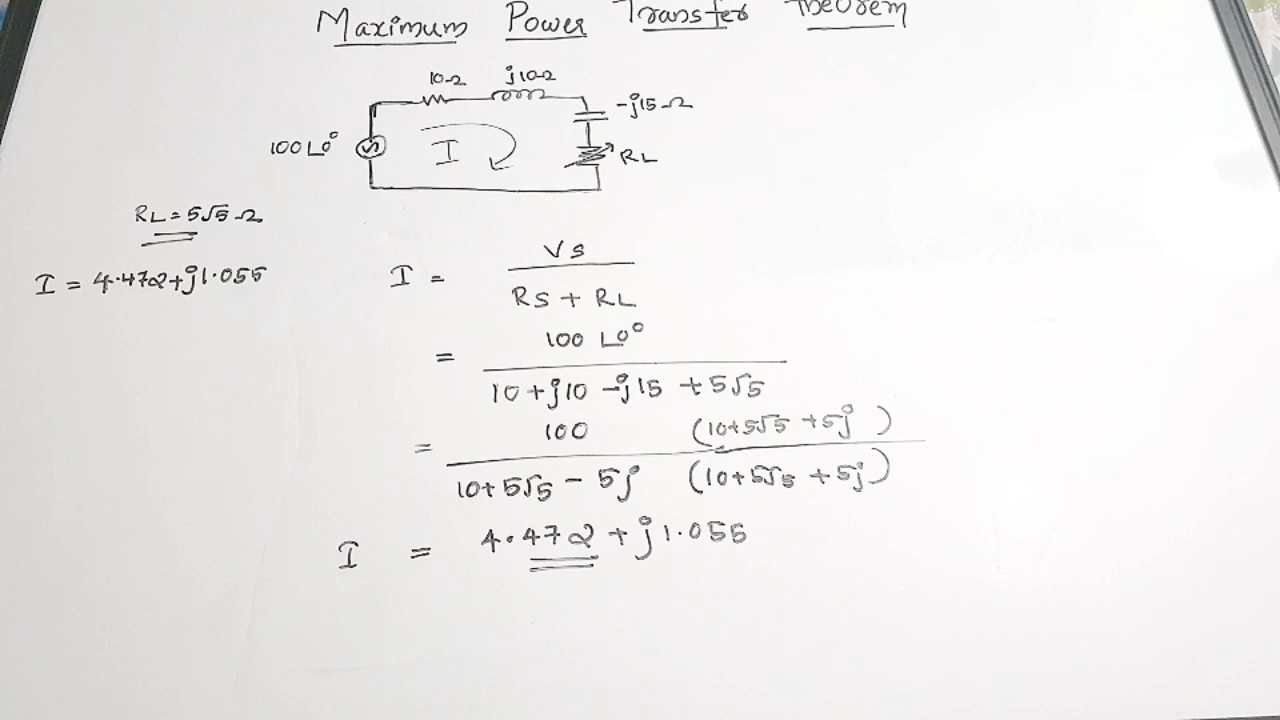 Maximum Power Transfer Theorem
10Ω j10Ω
-j15Ω
100∠0°
I
RL
RL = 5√5 Ω
I = 4.472+j1.055
I = Vs / RS + RL
= 100 ∠0° / 10+j10 -j15 +5√5
= 100 (10+5√5 +5j) / 10+5√5 - 5j (10+5√5 +5j)
I = 4.472 + j1.055